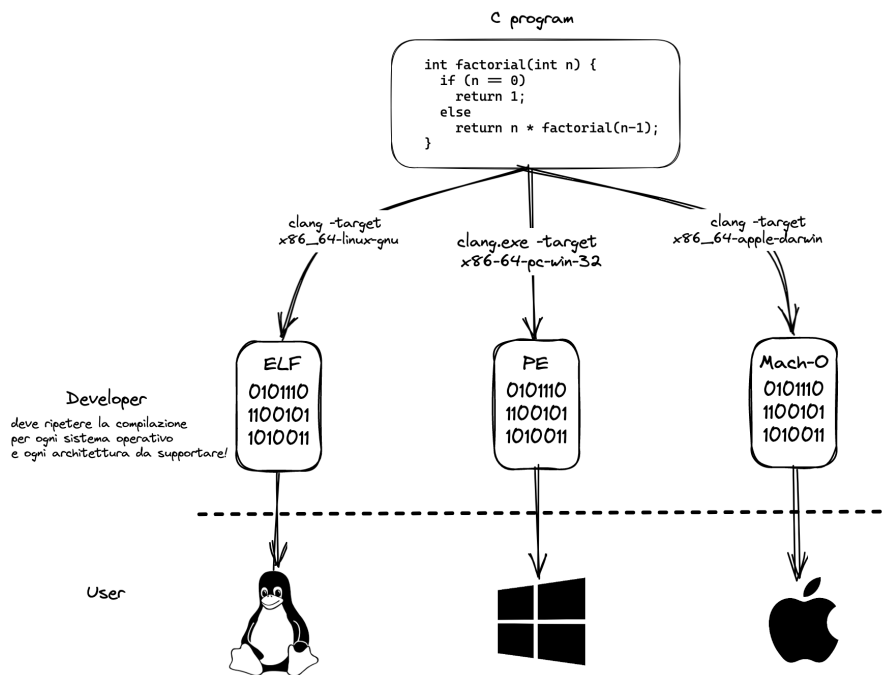 C program
int factorial(int n) {
if (n == 0)
return 1;
else
return n * factorial(n-1);
}
clang -target
x86_64-linux-gnu
clang.exe -target
x86-64-pc-win-32
clang -target
x86_64-apple-darwin
ELF
0101110
1100101
1010011
PE
0101110
1100101
1010011
Mach-O
0101110
1100101
1010011
Developer
deve ripetere la compilazione
per ogni sistema operativo
e ogni architettura da supportare!
User